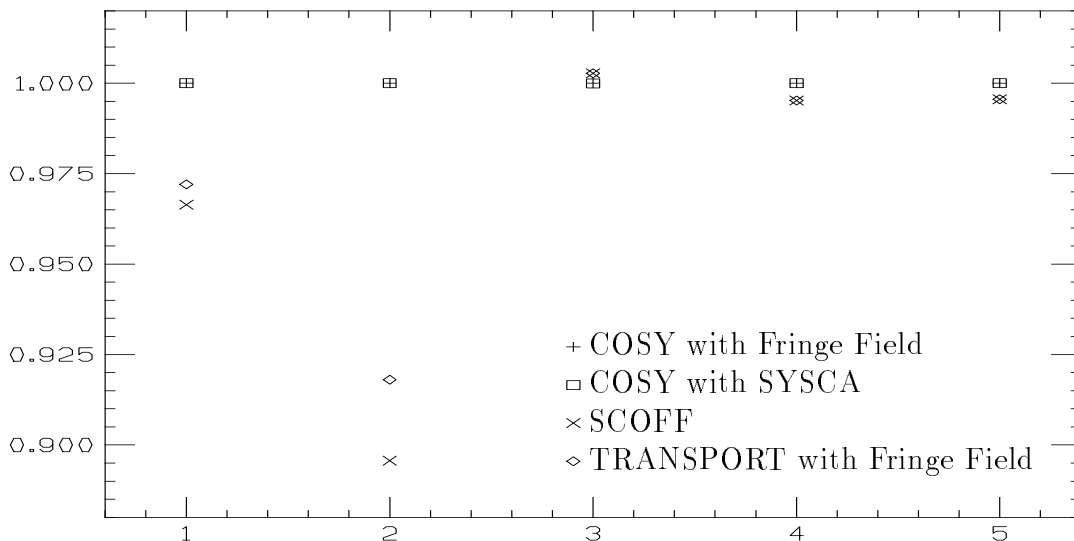 1.000
0.975
0.950
0.925
0.900
COSY with Fringe Field
COSY with SYSCA
SCOFF
TRANSPORT with Fringe Field
1 2 3 4 5